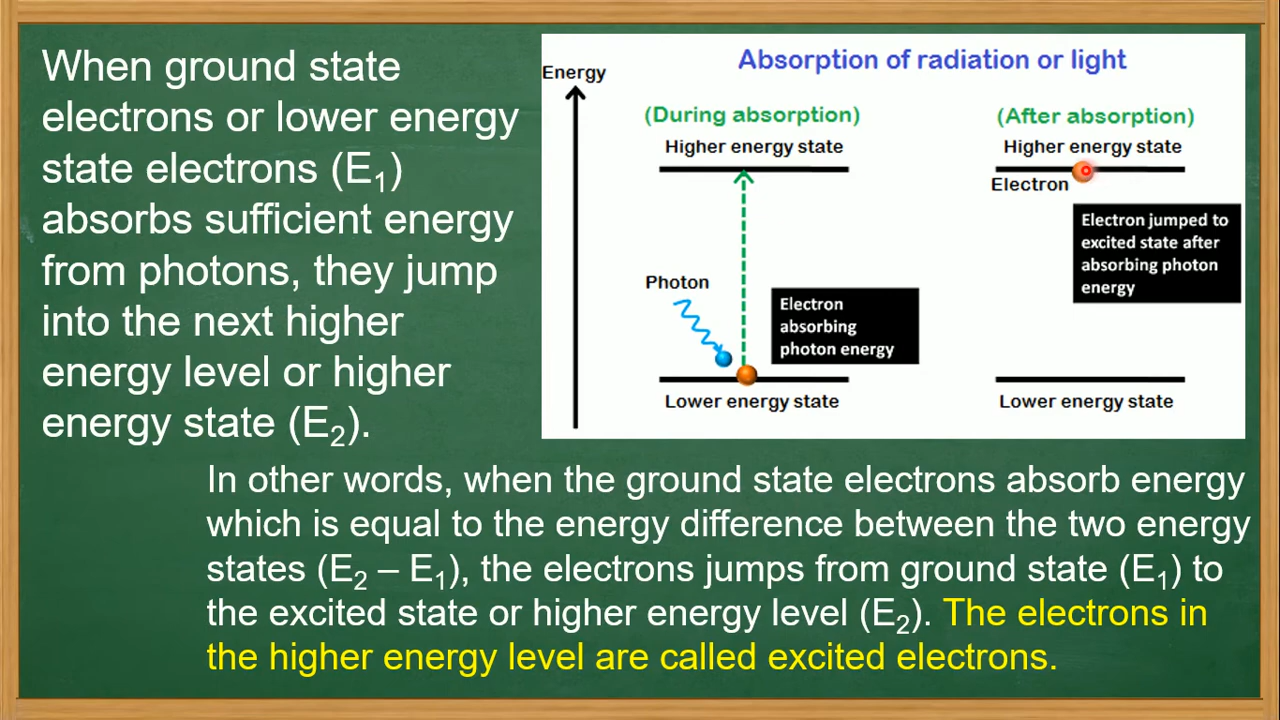 When ground state
electrons or lower energy
state electrons (E₁)
absorbs sufficient energy
from photons, they jump
into the next higher
energy level or higher
energy state (E₂).
Absorption of radiation or light
Energy
(During absorption)
Higher energy state
Photon
Electron
absorbing
photon energy
Lower energy state
(After absorption)
Higher energy state
Electron
Electron jumped to
excited state after
absorbing photon
energy
Lower energy state
In other words, when the ground state electrons absorb energy
which is equal to the energy difference between the two energy
states (E₂ – E₁), the electrons jumps from ground state (E₁) to
the excited state or higher energy level (E₂). The electrons in
the higher energy level are called excited electrons.